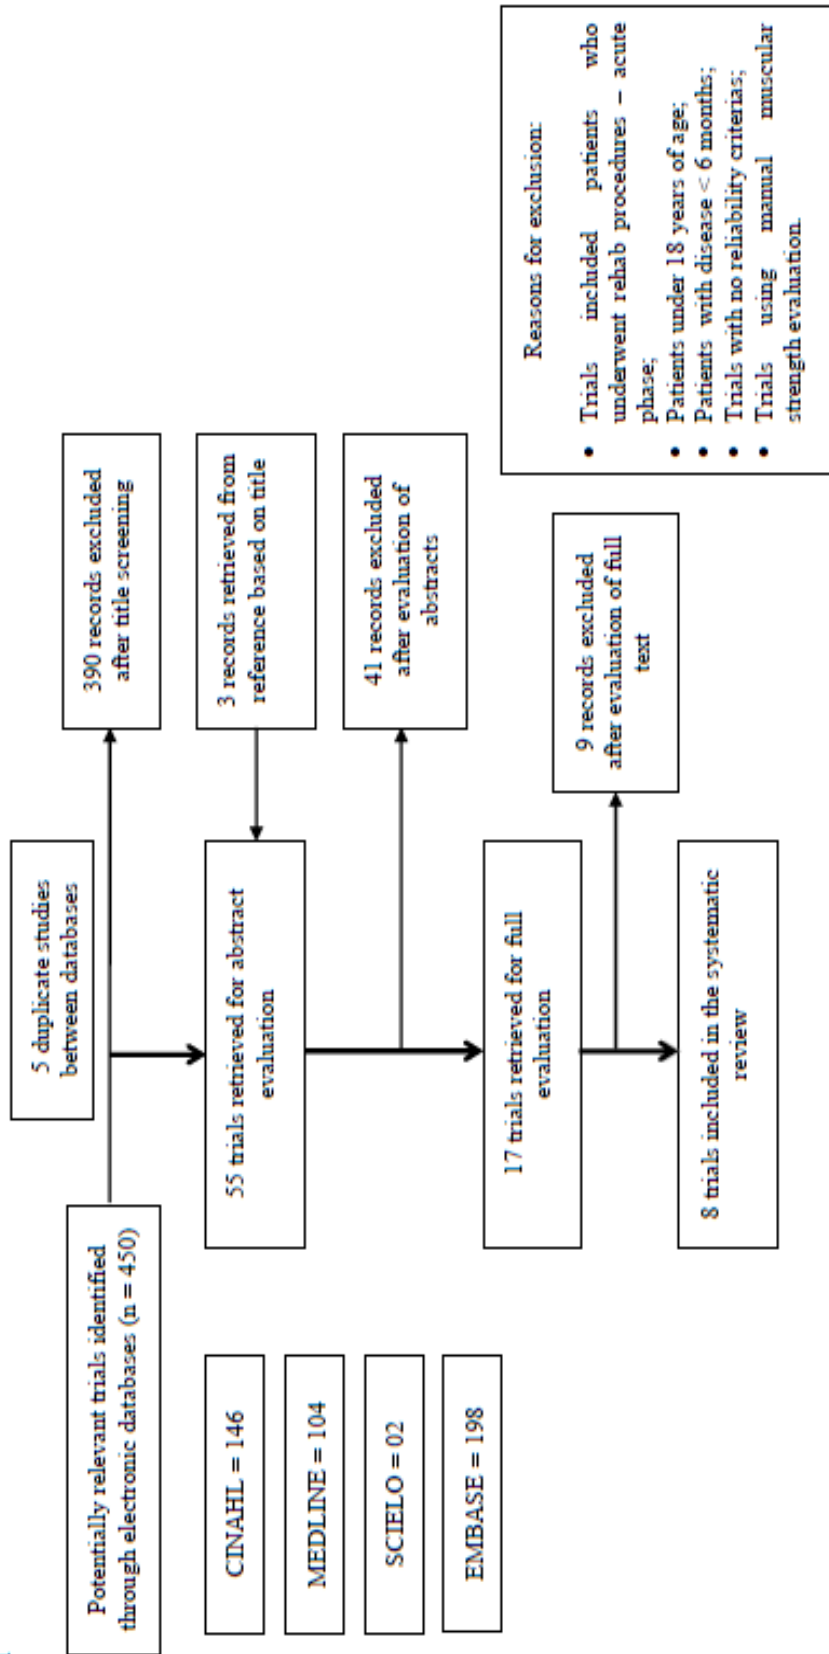 Potentially relevant trials identified
through electronic databases (n = 450)
5 duplicate studies
between databases
390 records excluded
after title screening
CINAHL = 146
MEDLINE = 104
SCIELO = 02
EMBASE = 198
55 trials retrieved for abstract
evaluation
3 records retrieved from
reference based on title
41 records excluded
after evaluation of
abstracts
17 trials retrieved for full
evaluation
9 records excluded
after evaluation of full
text
8 trials included in the systematic
review
Reasons for exclusion:
• Trials included patients who
underwent rehab procedures – acute
phase;
• Patients under 18 years of age;
• Patients with disease < 6 months;
• Trials with no reliability criterias;
• Trials using manual muscular
strength evaluation.